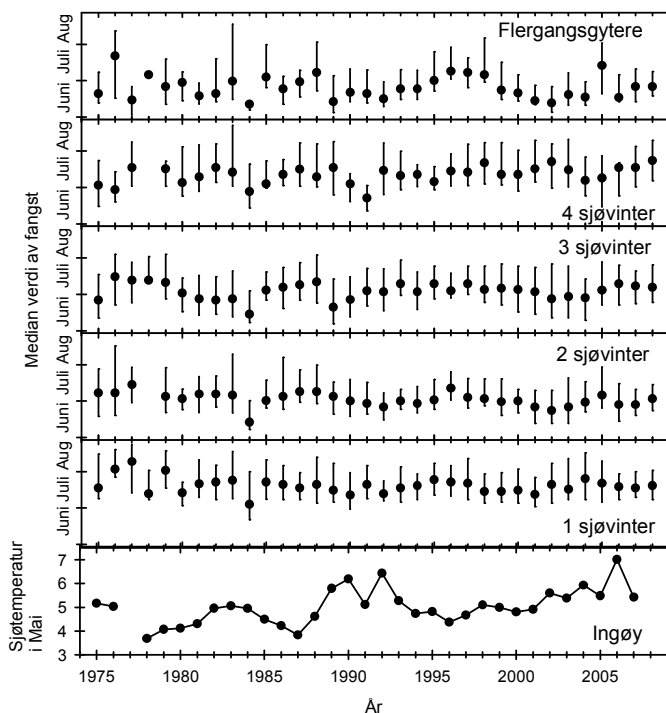 Flergangsgytere
Juni Juli Aug
4 sjøvinter
Juni Juli Aug
3 sjøvinter
Juni Juli Aug
2 sjøvinter
Juni Juli Aug
1 sjøvinter
Juni Juli Aug
Median verdi av fangst
Ingøy
7
6
5
4
3
Sjøtemperatur
i Mai
1975 1980 1985 1990 1995 2000 2005
År